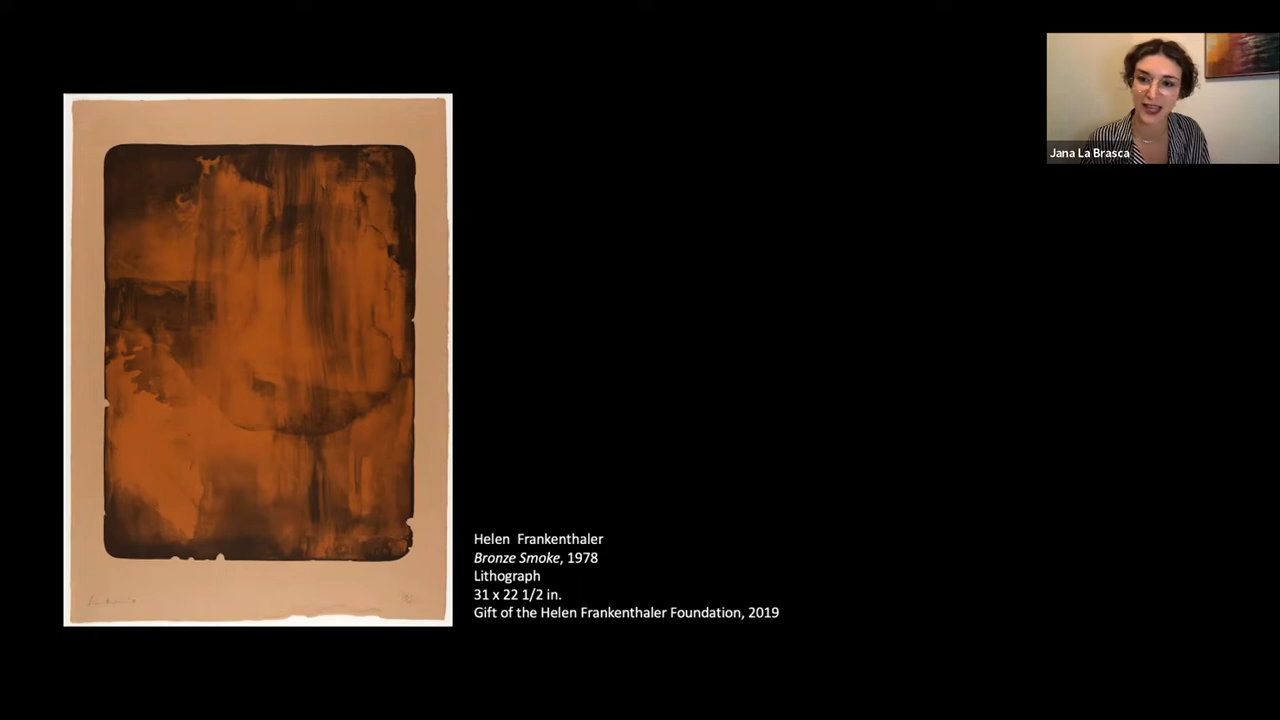 Jana La Brasca
Helen Frankenthaler
Bronze Smoke, 1978
Lithograph
31 x 22 1/2 in.
Gift of the Helen Frankenthaler Foundation, 2019